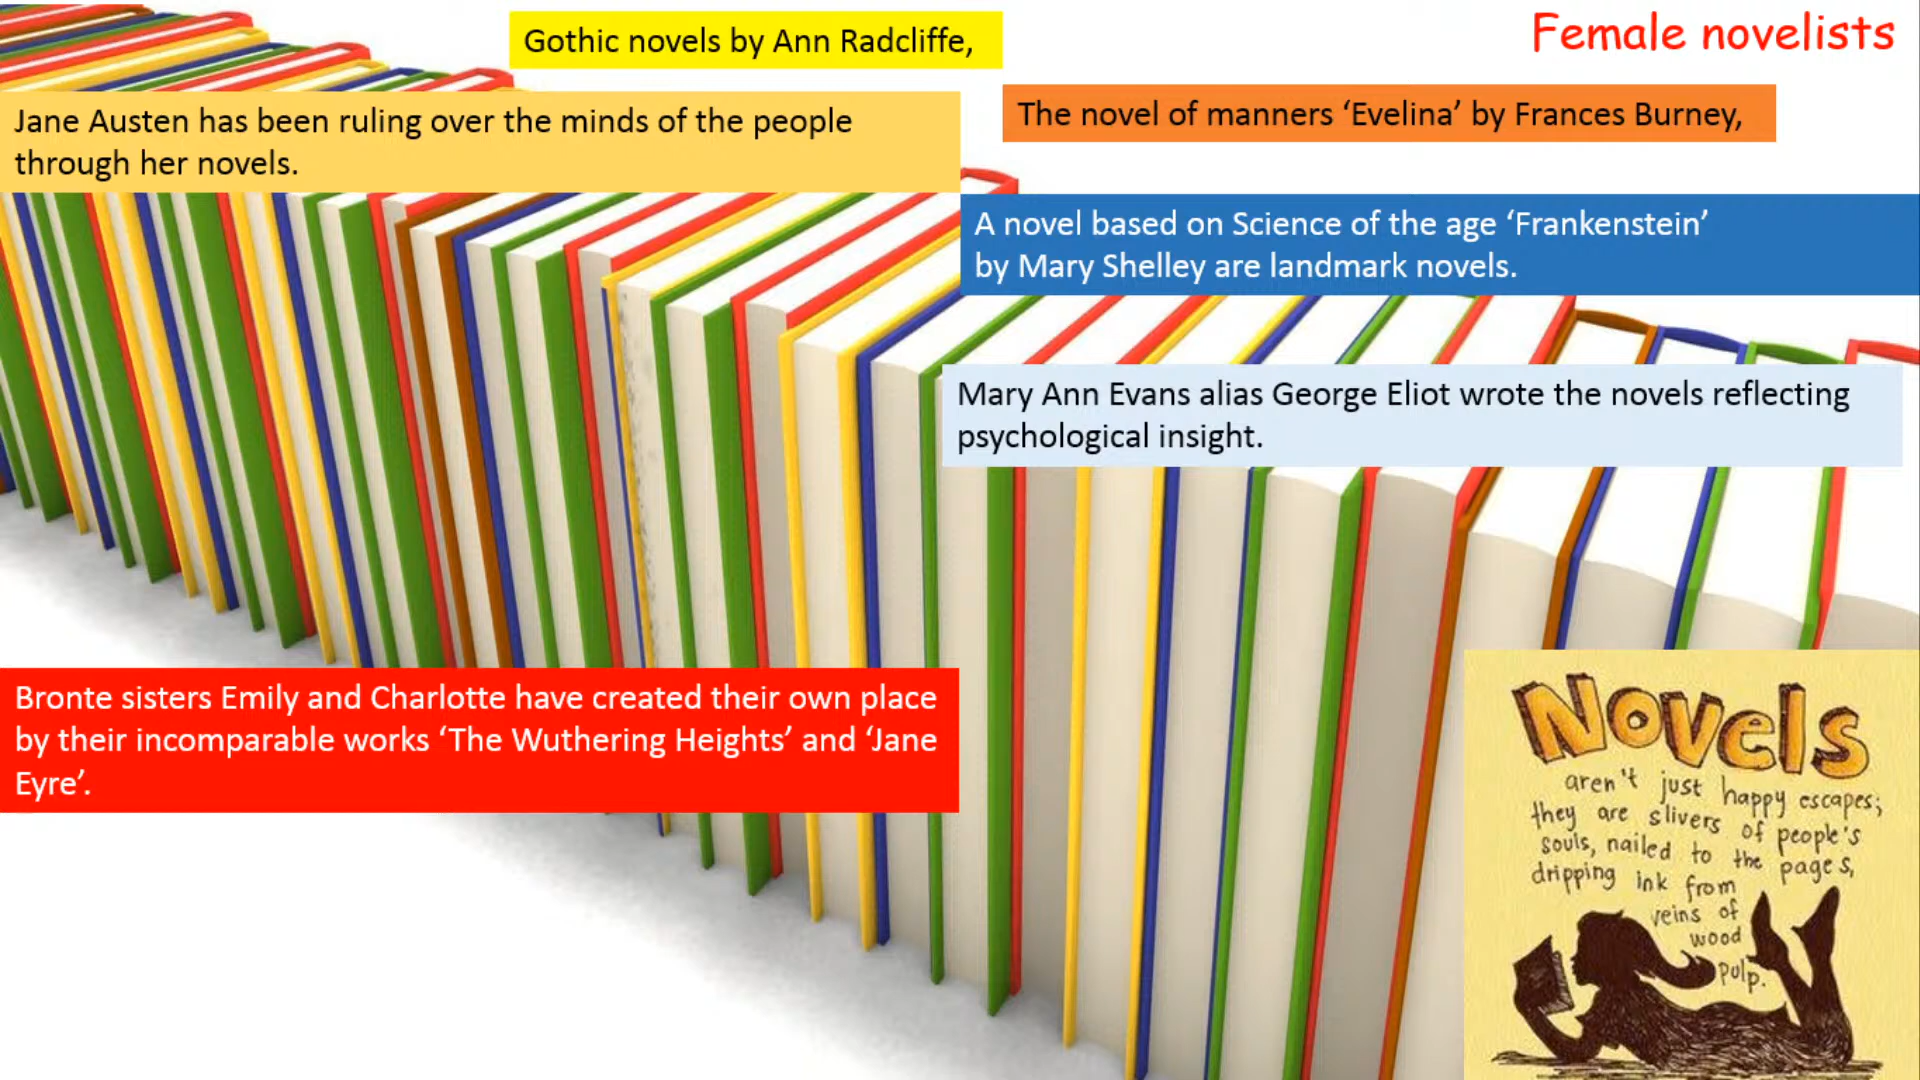 Female novelists
Gothic novels by Ann Radcliffe,
Jane Austen has been ruling over the minds of the people
through her novels.
The novel of manners ‘Evelina’ by Frances Burney,
A novel based on Science of the age ‘Frankenstein’
by Mary Shelley are landmark novels.
Mary Ann Evans alias George Eliot wrote the novels reflecting
psychological insight.
Bronte sisters Emily and Charlotte have created their own place
by their incomparable works ‘The Wuthering Heights’ and ‘Jane
Eyre’.
Novels
aren't just happy escapes;
they are slivers of people's
souls, nailed to the pages,
dripping ink from
veins of
wood
pulp.